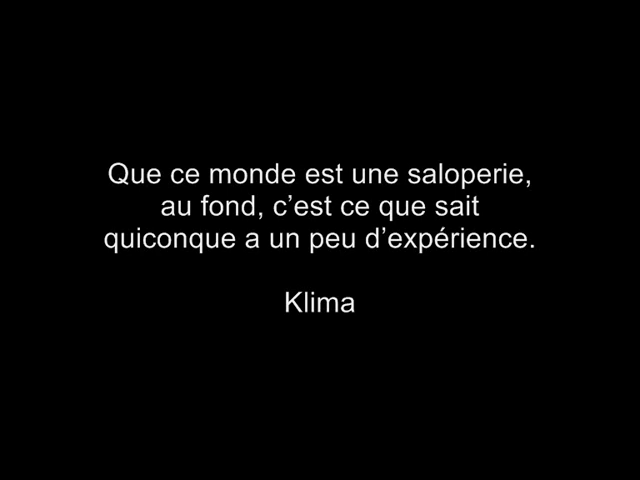 Que ce monde est une saloperie,
au fond, c’est ce que sait
quiconque a un peu d’expérience.
Klima